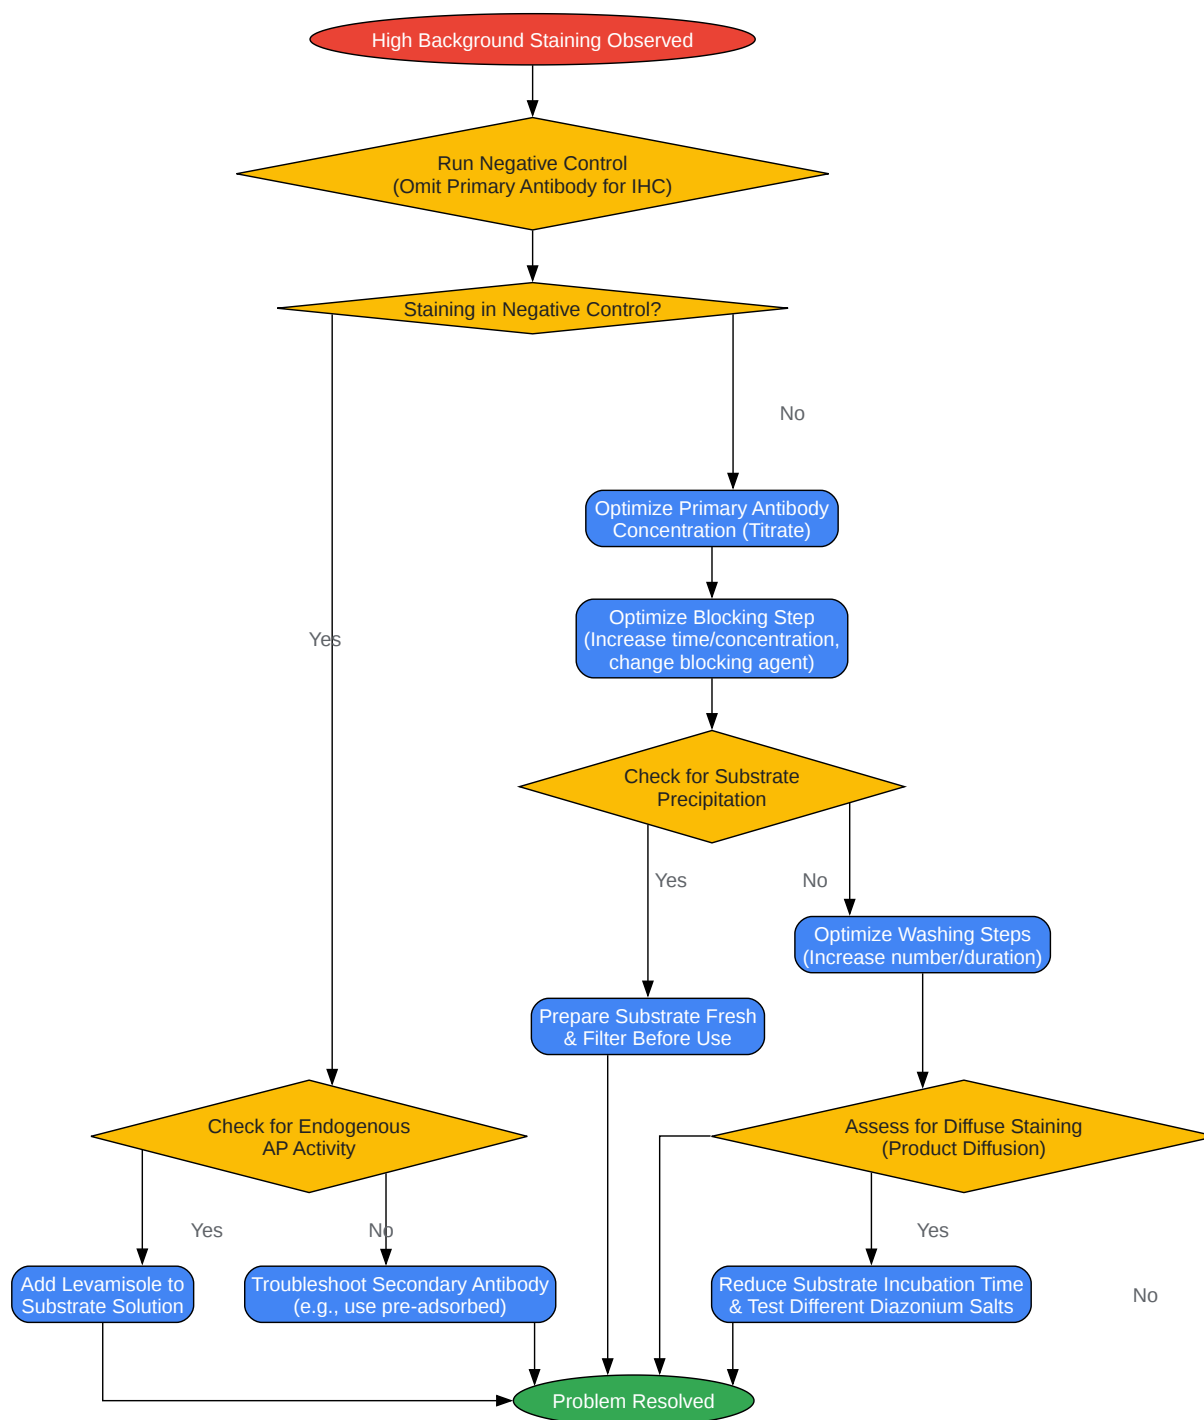 High Background Staining Observed
Run Negative Control
(Omit Primary Antibody for IHC)
Staining in Negative Control?
No
Optimize Primary Antibody
Concentration (Titrate)
Optimize Blocking Step
(Increase time/concentration,
change blocking agent)
Yes
Check for Substrate
Precipitation
Yes
No
Optimize Washing Steps
(Increase number/duration)
Prepare Substrate Fresh
& Filter Before Use
Check for Endogenous
AP Activity
Assess for Diffuse Staining
(Product Diffusion)
Yes
No
Yes
Add Levamisole to
Substrate Solution
Troubleshoot Secondary Antibody
(e.g., use pre-adsorbed)
Reduce Substrate Incubation Time
& Test Different Diazonium Salts
No
Problem Resolved